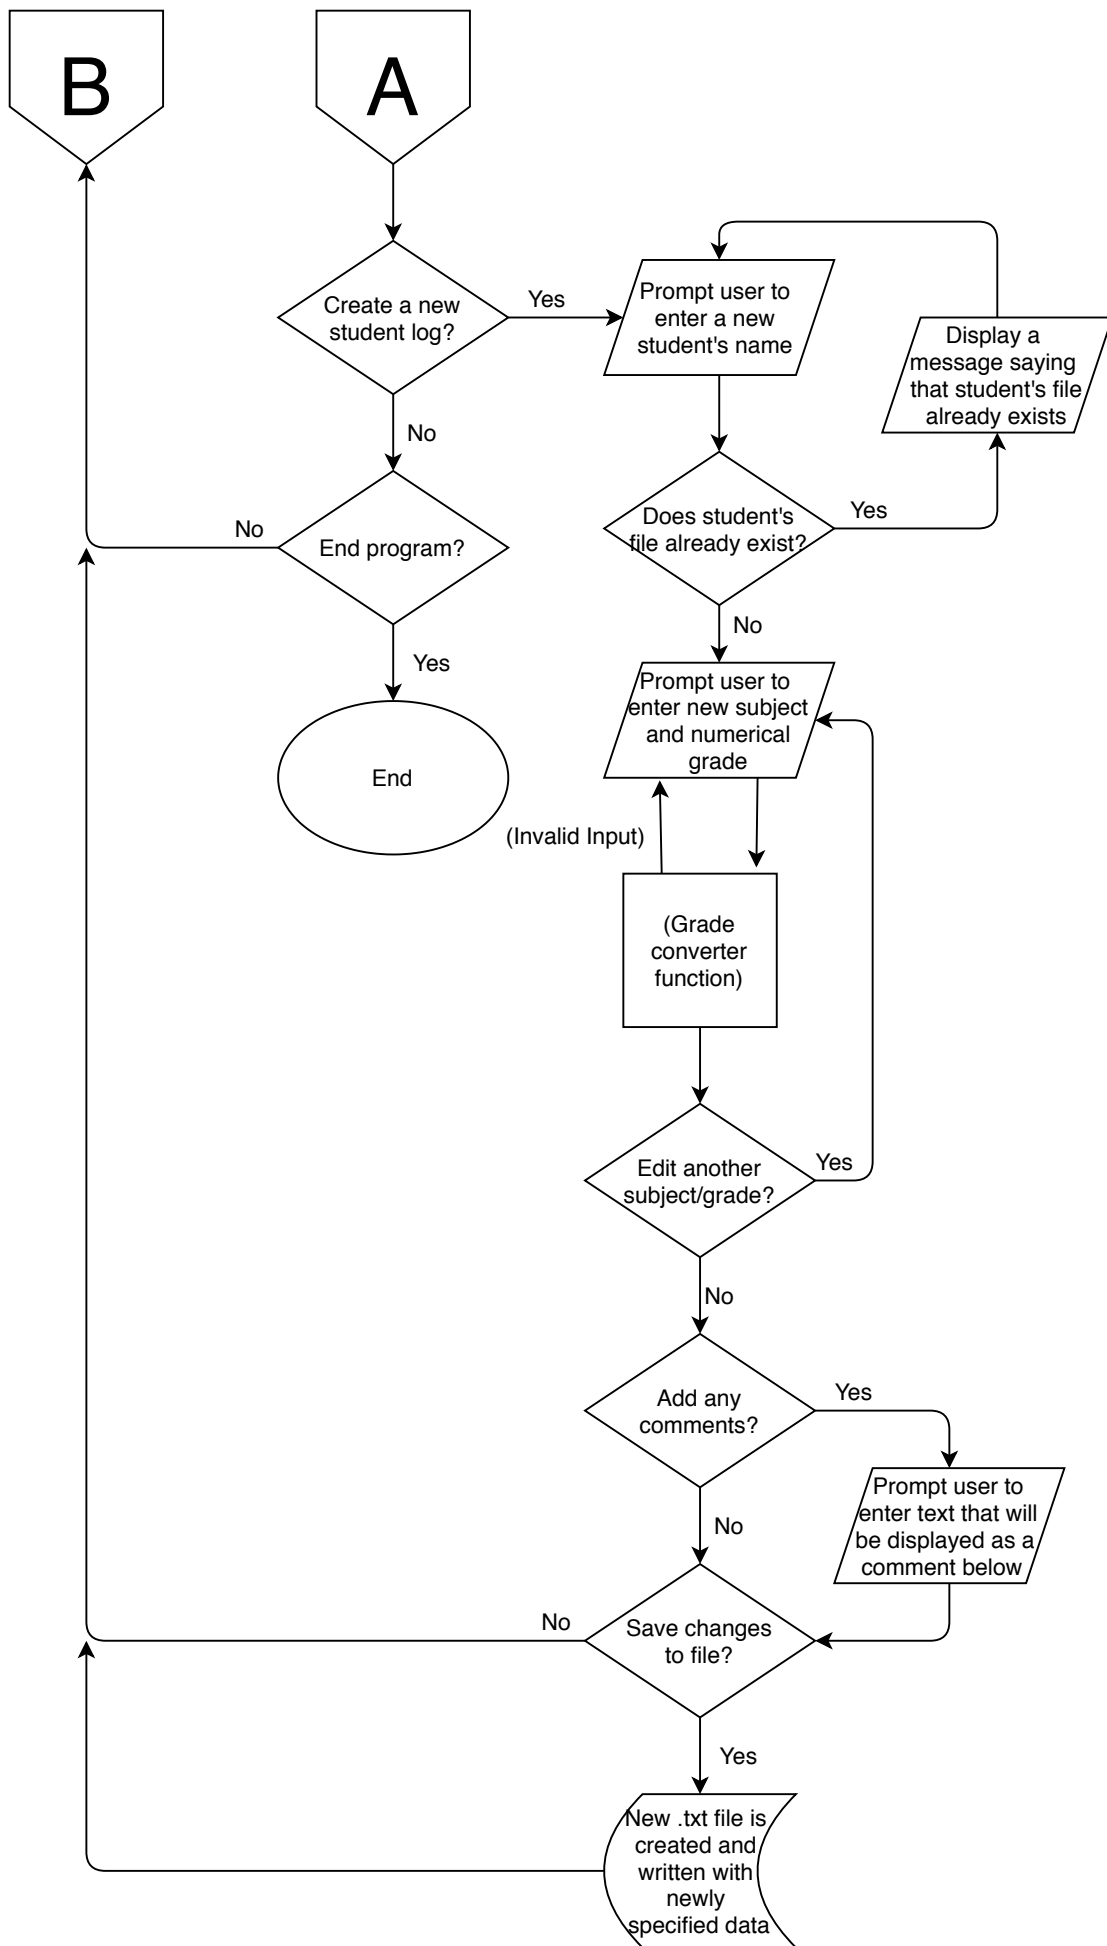 B
A
Create a new
student log?
Yes
Prompt user to
enter a new
student's name
Display a
message saying
that student's file
already exists
No
Does student's
file already exist?
Yes
No
End program?
No
Yes
End
Prompt user to
enter new subject
and numerical
grade
(Invalid Input)
(Grade
converter
function)
Edit another
subject/grade?
Yes
No
Add any
comments?
Yes
Prompt user to
enter text that will
be displayed as a
comment below
No
Save changes
to file?
No
Yes
New .txt file is
created and
written with
newly
specified data